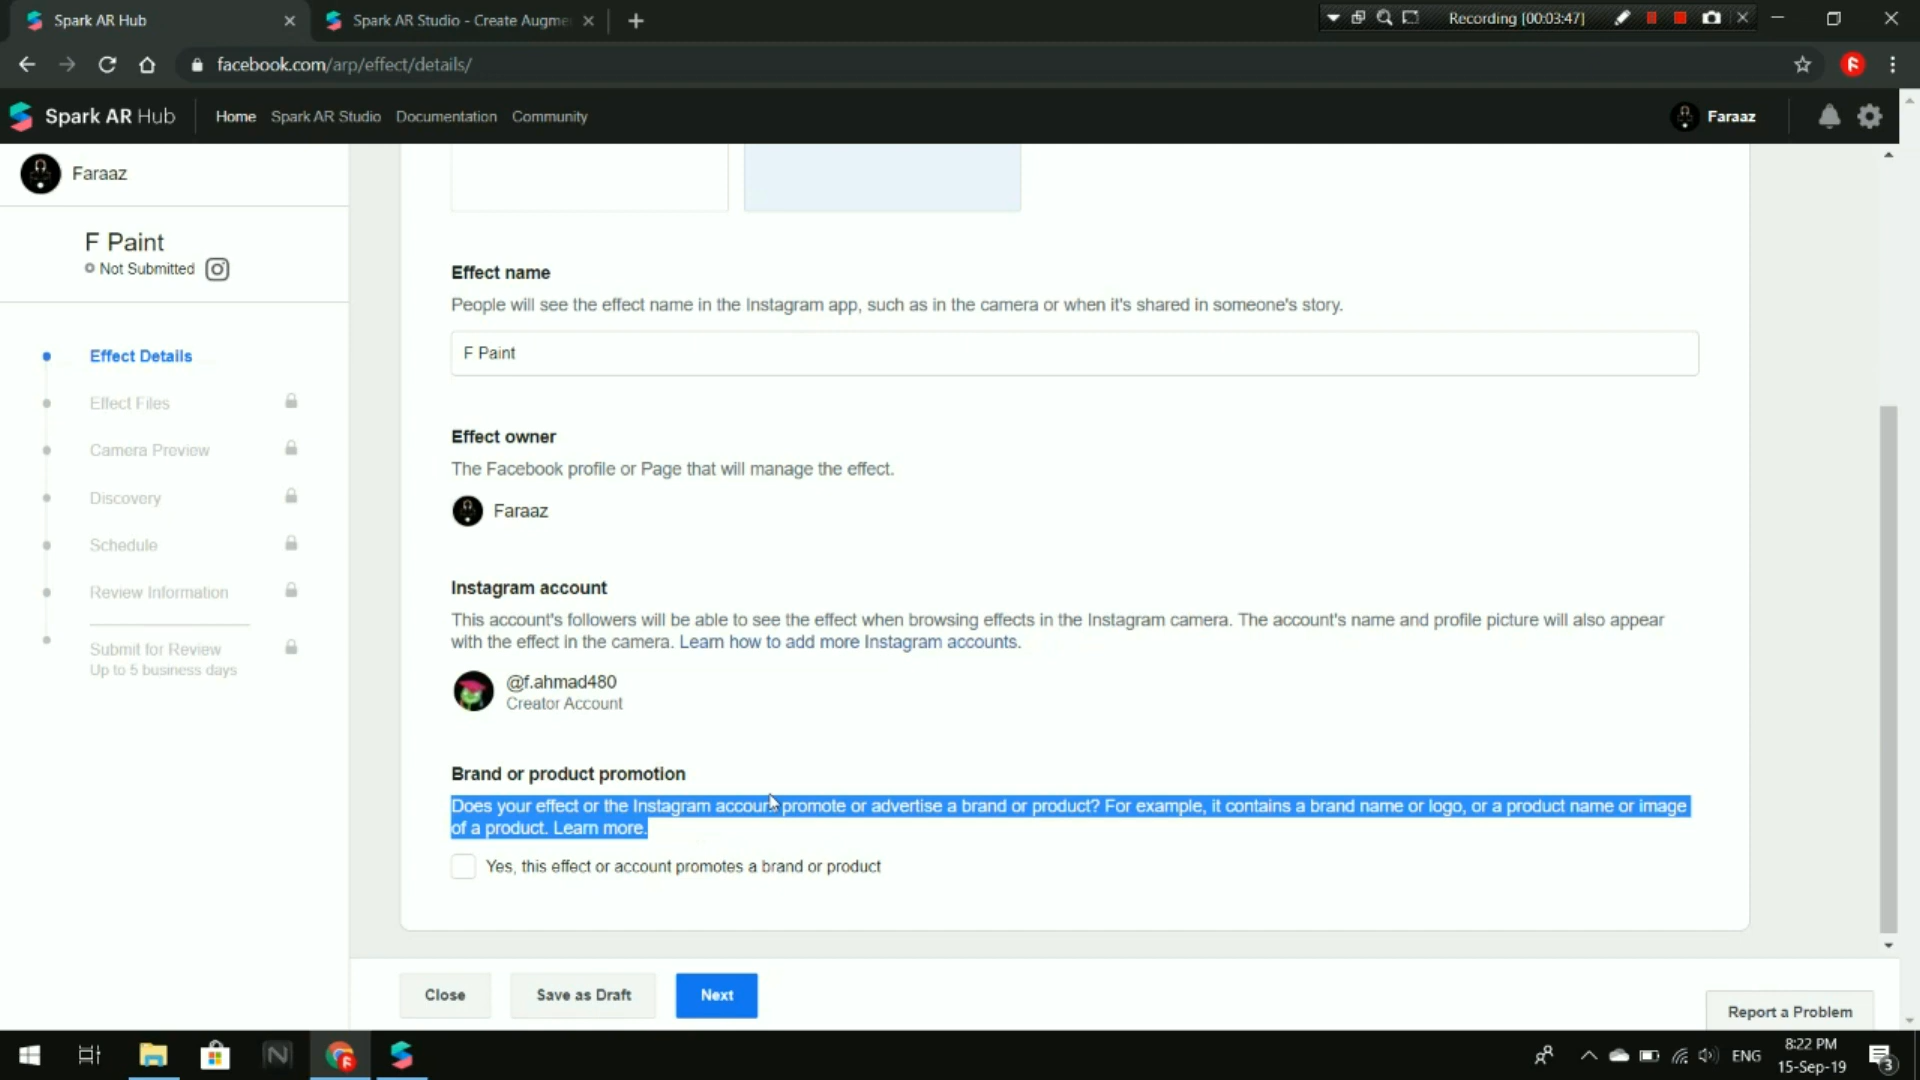 Spark AR Hub
Spark AR Studio - Create Augme
Recording [00:03:47]
facebook.com/arp/effect/details/
Spark AR Hub
Home
Spark AR Studio
Documentation
Community
Faraaz
Faraaz
F Paint
Not Submitted
Effect Details
Effect Files
Camera Preview
Discovery
Schedule
Review Information
Submit for Review
Up to 5 business days
Effect name
People will see the effect name in the Instagram app, such as in the camera or when it's shared in someone's story.
F Paint
Effect owner
The Facebook profile or Page that will manage the effect.
Faraaz
Instagram account
This account's followers will be able to see the effect when browsing effects in the Instagram camera. The account's name and profile picture will also appear
with the effect in the camera. Learn how to add more Instagram accounts.
@f.ahmad480
Creator Account
Brand or product promotion
Does your effect or the Instagram account promote or advertise a brand or product? For example, it contains a brand name or logo, or a product name or image
of a product. Learn more.
Yes, this effect or account promotes a brand or product
Close
Save as Draft
Next
Report a Problem
ENG
8:22 PM
15-Sep-19
3